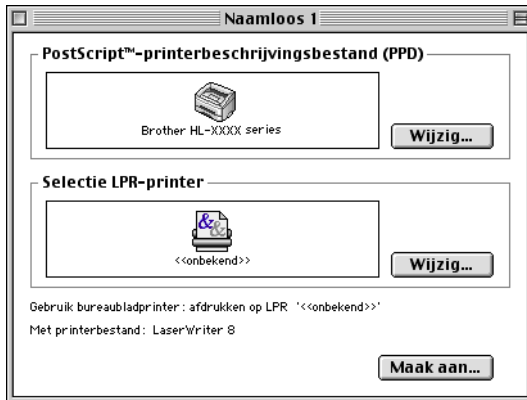 Naamloos 1
PostScript™-printerbeschrijvingsbestand (PPD)
Brother HL-XXXX series
Wijzig...
Selectie LPR-printer
&&
<<onbekend>>
Wijzig...
Gebruik bureaubladprinter: afdrukken op LPR '<<onbekend>>'
Met printerbestand: LaserWriter 8
Maak aan...